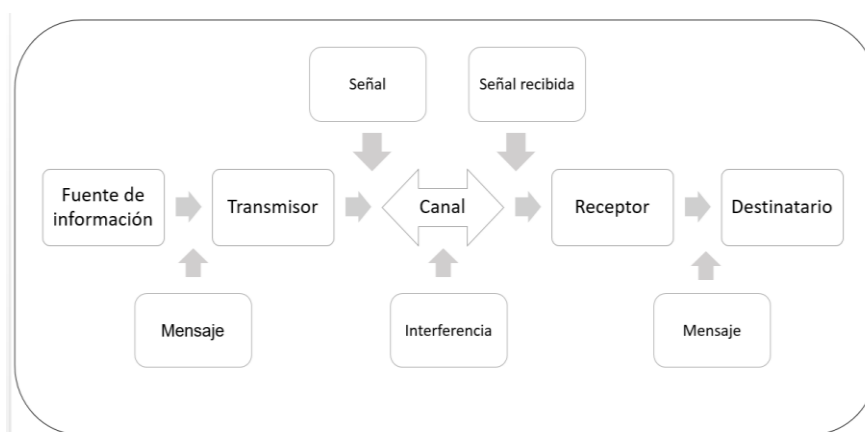 Señal
Señal recibida
Fuente de
información
Transmisor
Canal
Receptor
Destinatario
Mensaje
Interferencia
Mensaje